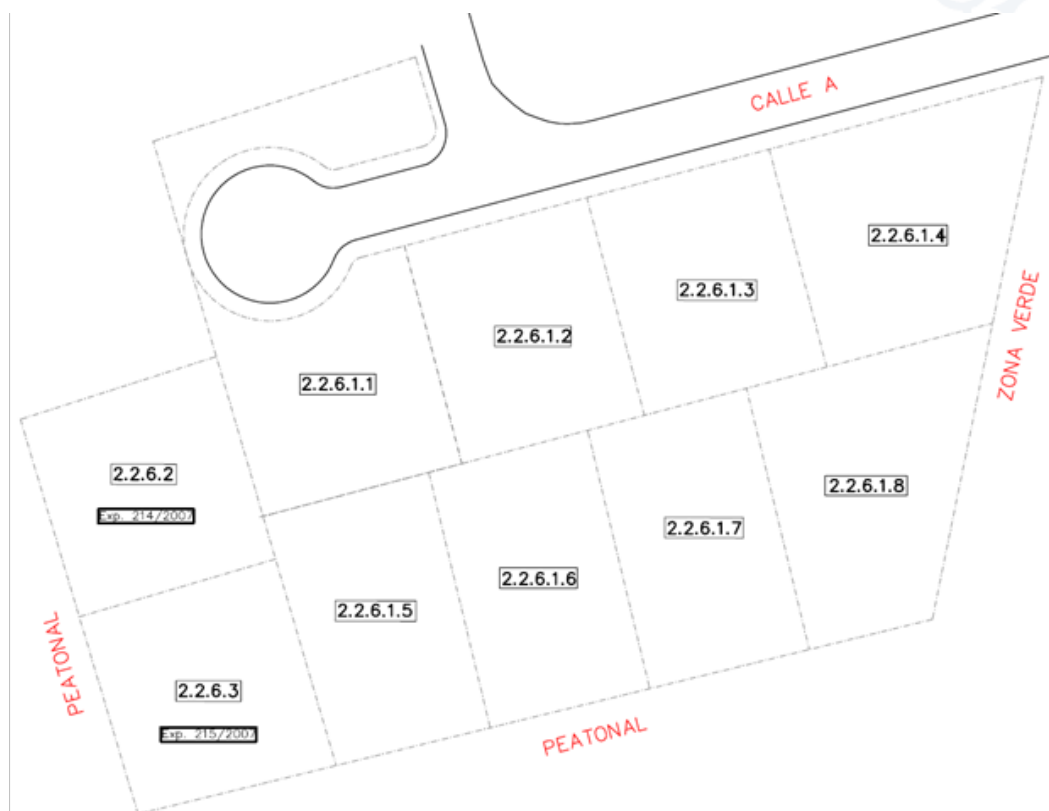 CALLE A
2.2.6.1.4
2.2.6.1.3
2.2.6.1.2
ZONA VERDE
2.2.6.1.1
2.2.6.2
Exp. 214/2007
2.2.6.1.8
2.2.6.1.7
2.2.6.1.6
2.2.6.1.5
PEATONAL
2.2.6.3
Exp. 215/2007
PEATONAL